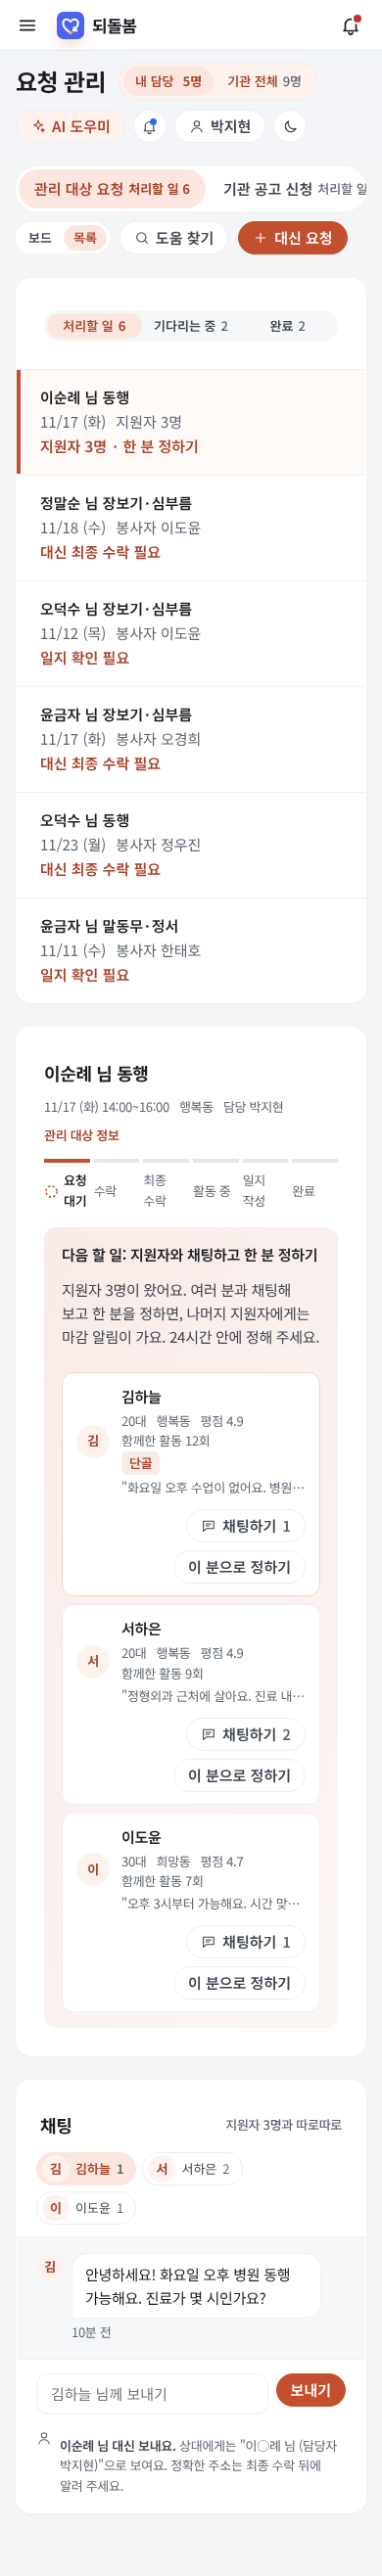 되돌봄
요청 관리
내 담당 5명 기관 전체 9명
AI 도우미 박지현
관리 대상 요청 처리할 일 6 기관 공고 신청 처리할 일
보드 목록 도움 찾기 대신 요청
처리할 일 6 기다리는 중 2 완료 2
이순례 님 동행
11/17 (화) 지원자 3명
지원자 3명 · 한 분 정하기
정말순 님 장보기·심부름
11/18 (수) 봉사자 이도윤
대신 최종 수락 필요
오덕수 님 장보기·심부름
11/12 (목) 봉사자 이도윤
일지 확인 필요
윤금자 님 장보기·심부름
11/17 (화) 봉사자 오경희
대신 최종 수락 필요
오덕수 님 동행
11/23 (월) 봉사자 정우진
대신 최종 수락 필요
윤금자 님 말동무·정서
11/11 (수) 봉사자 한태호
일지 확인 필요
이순례 님 동행
11/17 (화) 14:00~16:00 행복동 담당 박지현
관리 대상 정보
요청 대기
수락
최종 수락
활동 중
일지 작성
완료
다음 할 일: 지원자와 채팅하고 한 분 정하기
지원자 3명이 왔어요. 여러 분과 채팅해
보고 한 분을 정하면, 나머지 지원자에게는
마감 알림이 가요. 24시간 안에 정해 주세요.
김하늘
김
20대 행복동 평점 4.9
함께한 활동 12회
단골
"화요일 오후 수업이 없어요. 병원…
채팅하기 1
이 분으로 정하기
서하은
서
20대 행복동 평점 4.9
함께한 활동 9회
"정형외과 근처에 살아요. 진료 내…
채팅하기 2
이 분으로 정하기
이도윤
이
30대 희망동 평점 4.7
함께한 활동 7회
"오후 3시부터 가능해요. 시간 맞…
채팅하기 1
이 분으로 정하기
채팅 지원자 3명과 따로따로
김 김하늘 1 서 서하은 2
이 이도윤 1
김
안녕하세요! 화요일 오후 병원 동행
가능해요. 진료가 몇 시인가요?
10분 전
김하늘 님께 보내기 보내기
이순례 님 대신 보내요. 상대에게는 "이〇례 님 (담당자
박지현)"으로 보여요. 정확한 주소는 최종 수락 뒤에
알려 주세요.